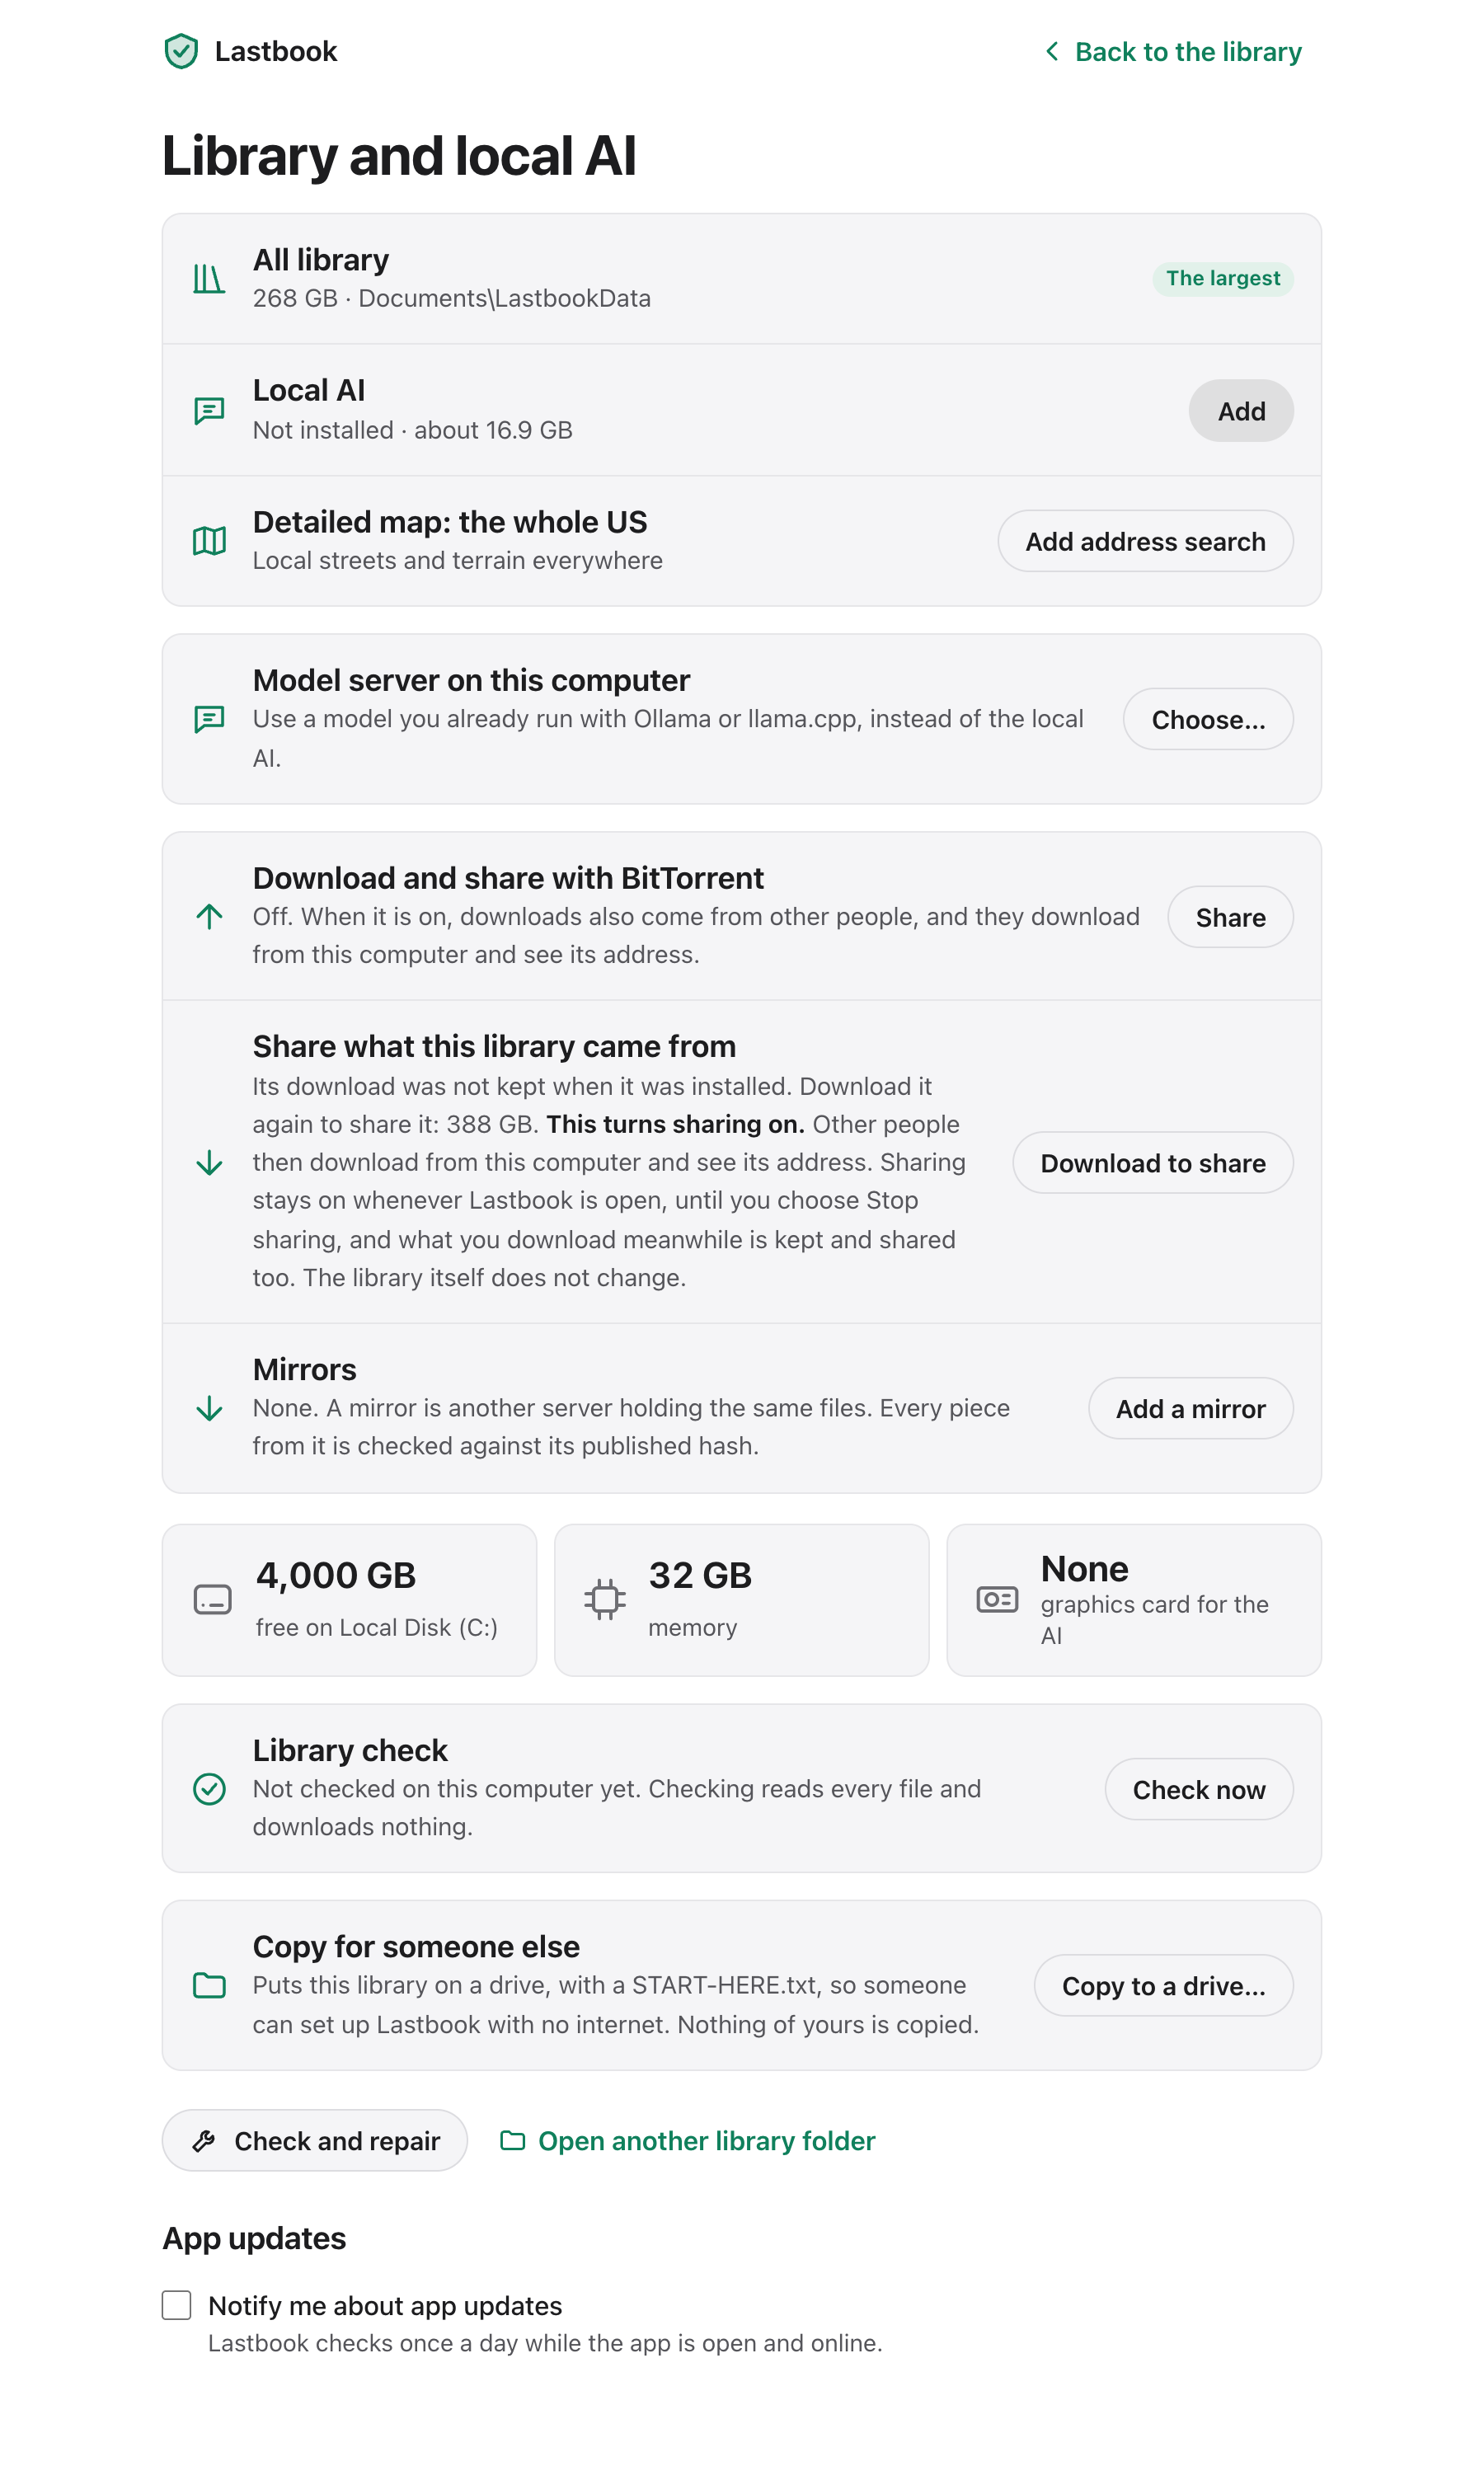 Lastbook
Back to the library
Library and local AI
All library
268 GB · Documents\LastbookData
The largest
Local AI
Not installed · about 16.9 GB
Add
Detailed map: the whole US
Local streets and terrain everywhere
Add address search
Model server on this computer
Use a model you already run with Ollama or llama.cpp, instead of the local
AI.
Choose...
Download and share with BitTorrent
Off. When it is on, downloads also come from other people, and they download
from this computer and see its address.
Share
Share what this library came from
Its download was not kept when it was installed. Download it
again to share it: 388 GB. This turns sharing on. Other people
then download from this computer and see its address. Sharing
stays on whenever Lastbook is open, until you choose Stop
sharing, and what you download meanwhile is kept and shared
too. The library itself does not change.
Download to share
Mirrors
None. A mirror is another server holding the same files. Every piece
from it is checked against its published hash.
Add a mirror
4,000 GB
free on Local Disk (C:)
32 GB
memory
None
graphics card for the
AI
Library check
Not checked on this computer yet. Checking reads every file and
downloads nothing.
Check now
Copy for someone else
Puts this library on a drive, with a START-HERE.txt, so someone
can set up Lastbook with no internet. Nothing of yours is copied.
Copy to a drive...
Check and repair
Open another library folder
App updates
Notify me about app updates
Lastbook checks once a day while the app is open and online.